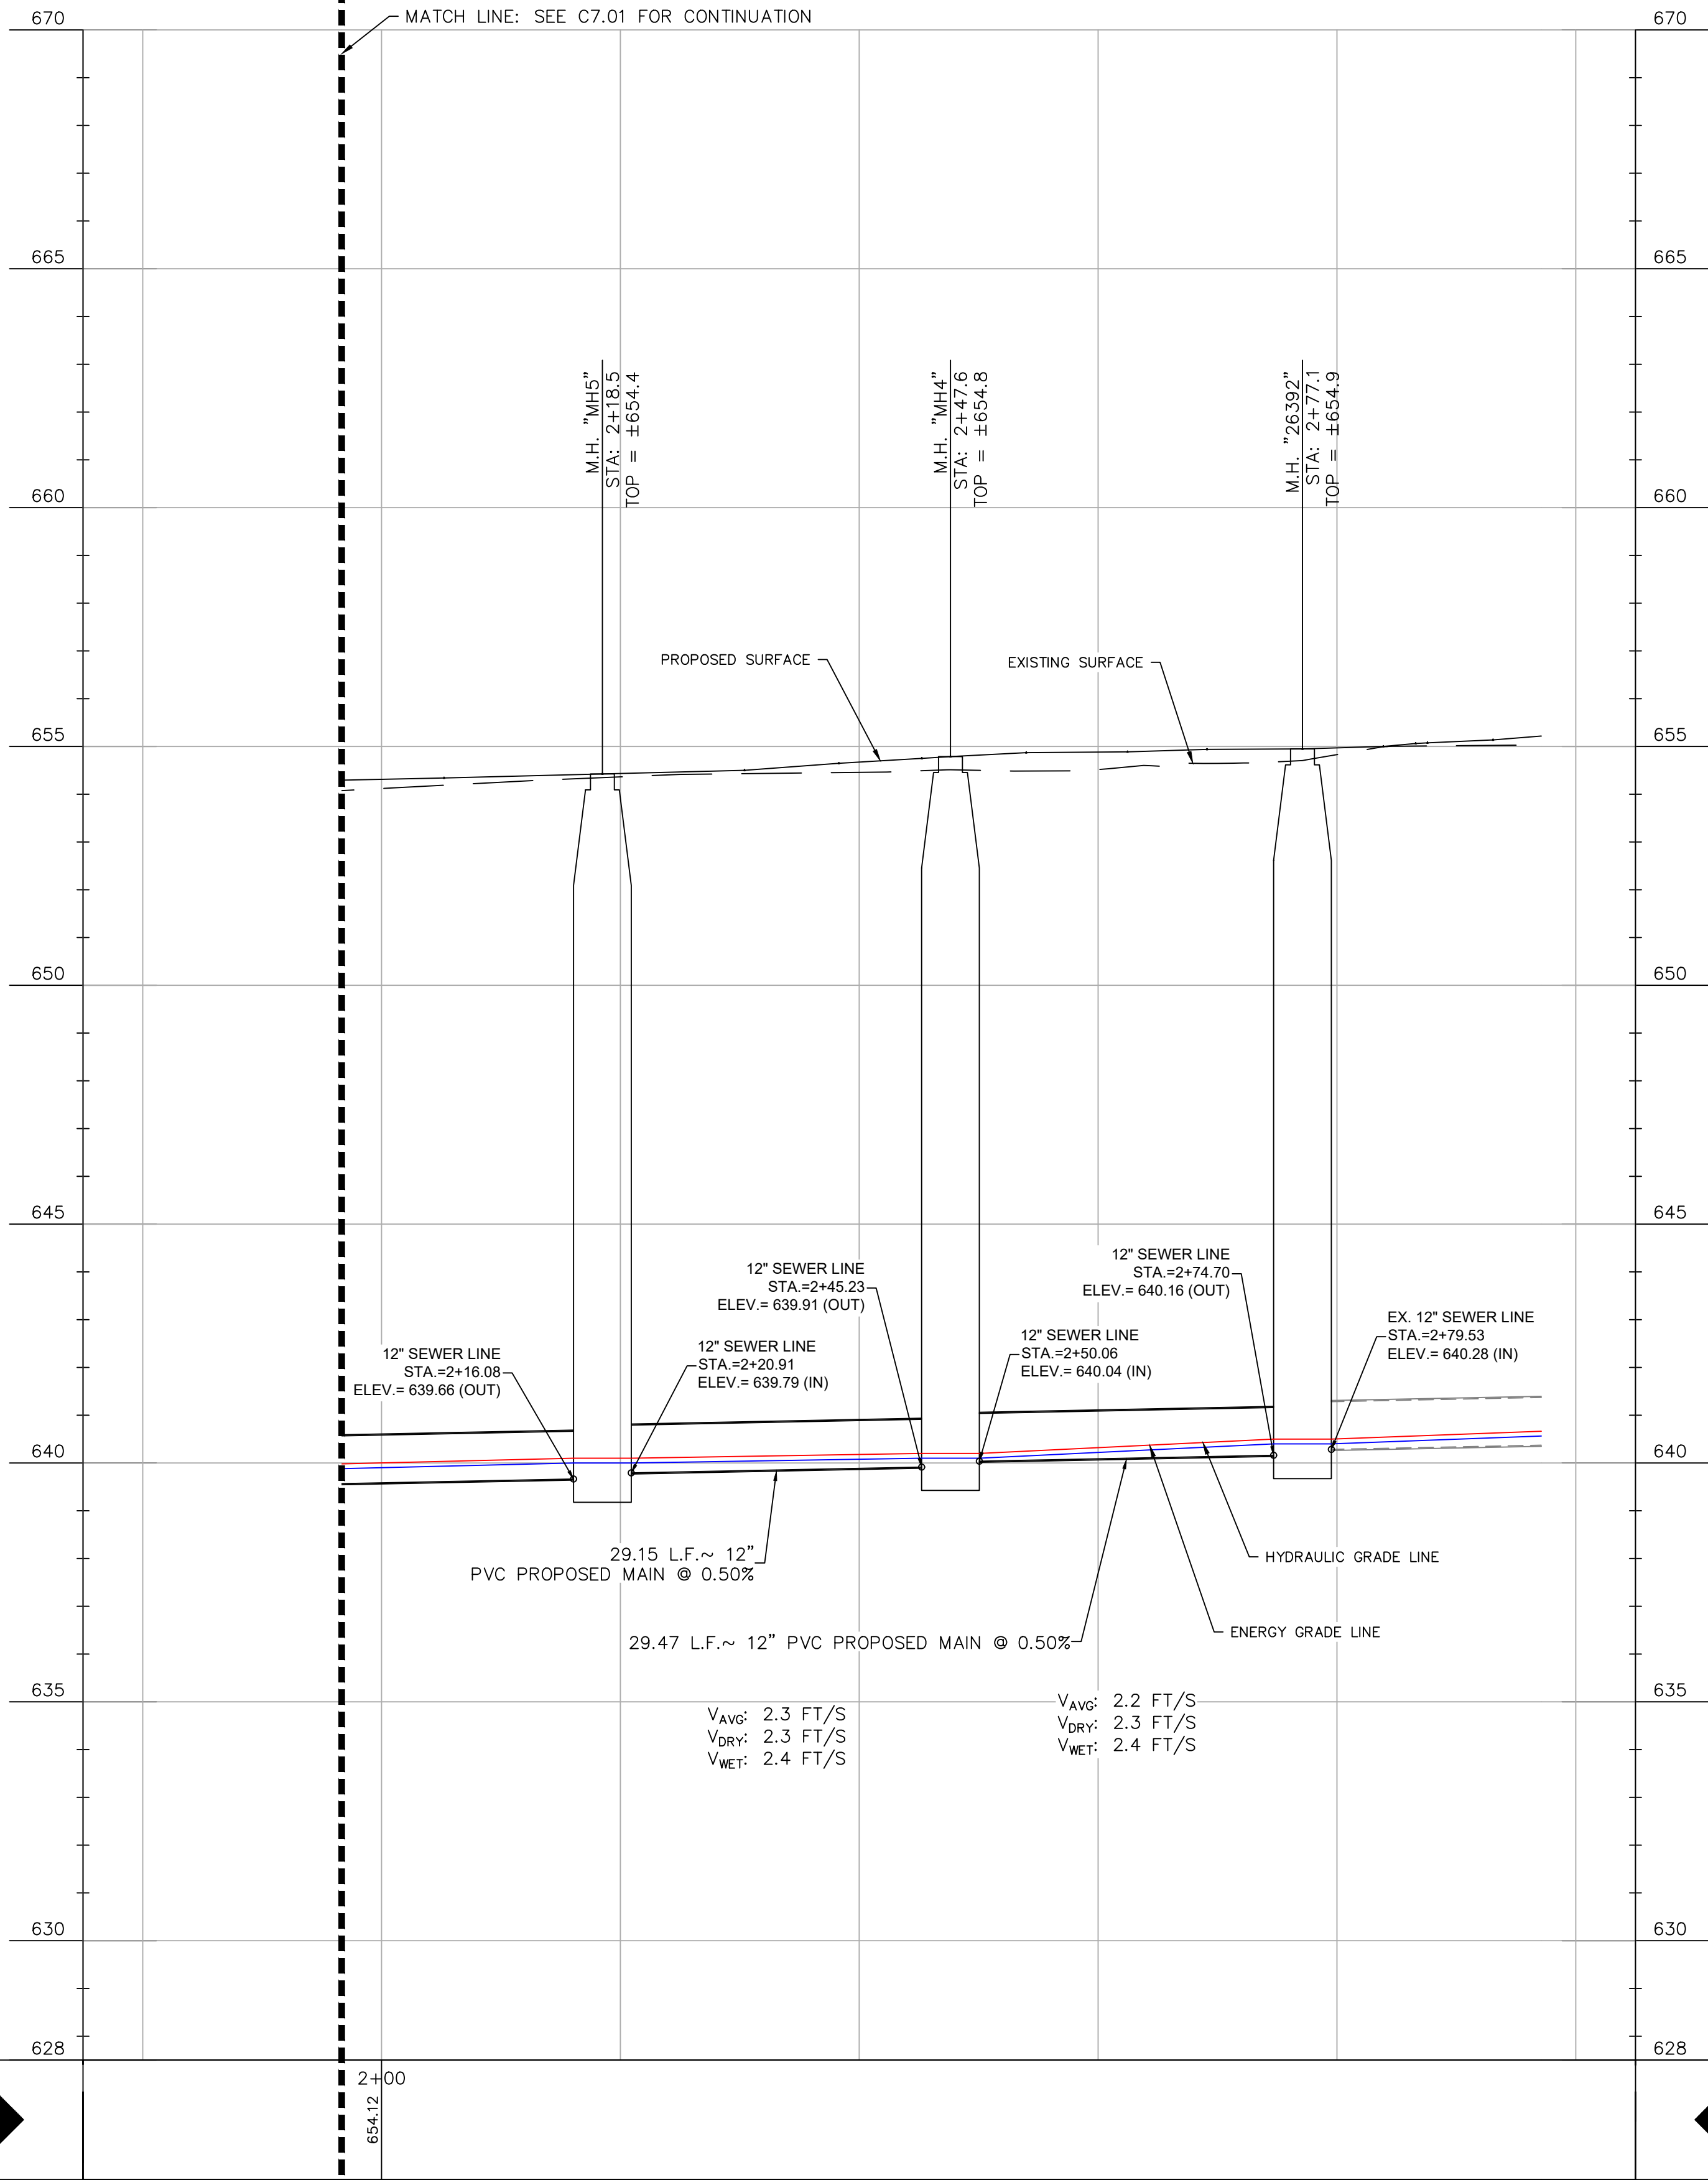 MATCH LINE: SEE C7.01 FOR CONTINUATION
670
670
665
665
M.H. "MH5"
STA: 2+18.5
TOP = ±654.4
M.H. "MH4"
STA: 2+47.6
TOP = ±654.8
M.H. "26392"
STA: 2+77.1
TOP = ±654.9
660
660
PROPOSED SURFACE
EXISTING SURFACE
655
655
650
650
645
645
12" SEWER LINE
STA.=2+16.08
ELEV.= 639.66 (OUT)
12" SEWER LINE
STA.=2+20.91
ELEV.= 639.79 (IN)
12" SEWER LINE
STA.=2+45.23
ELEV.= 639.91 (OUT)
12" SEWER LINE
STA.=2+50.06
ELEV.= 640.04 (IN)
12" SEWER LINE
STA.=2+74.70
ELEV.= 640.16 (OUT)
EX. 12" SEWER LINE
STA.=2+79.53
ELEV.= 640.28 (IN)
640
640
29.15 L.F.~ 12"
PVC PROPOSED MAIN @ 0.50%
HYDRAULIC GRADE LINE
29.47 L.F.~ 12" PVC PROPOSED MAIN @ 0.50%
ENERGY GRADE LINE
635
635
VAVG: 2.3 FT/S
VDRY: 2.3 FT/S
VWET: 2.4 FT/S
VAVG: 2.2 FT/S
VDRY: 2.3 FT/S
VWET: 2.4 FT/S
630
630
628
628
2+00
654.12